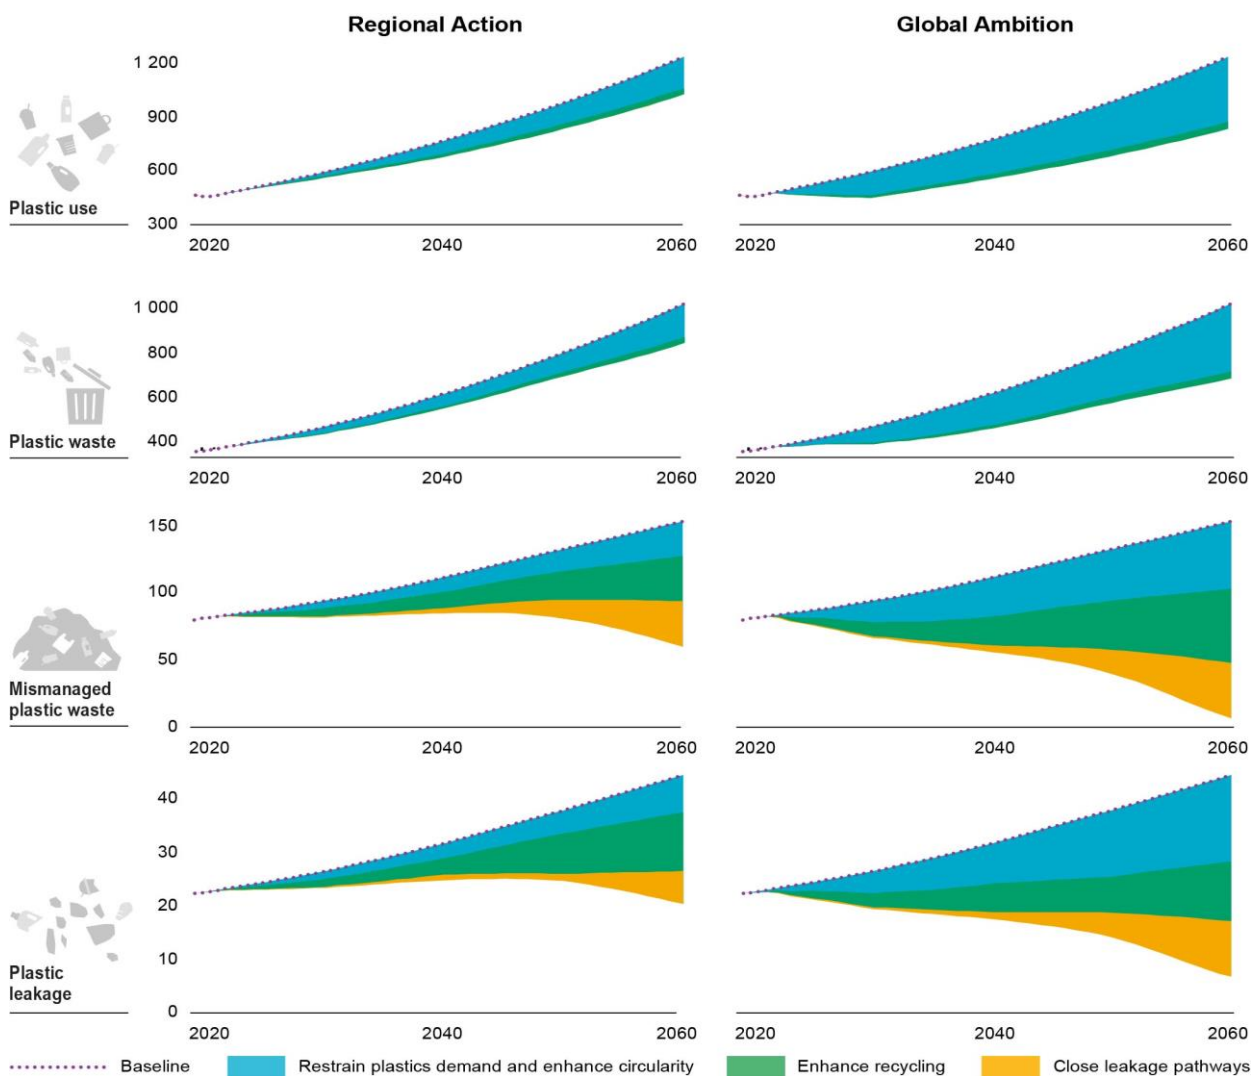 Regional Action Global Ambition
1 200
900
600
Plastic use
300
2020 2040 2060 2020 2040 2060
1 000
800
600
Plastic waste 400
2020 2040 2060 2020 2040 2060
150
100
50
Mismanaged
plastic waste
0
2020 2040 2060 2020 2040 2060
40
30
20
10
Plastic
leakage
0
2020 2040 2060 2020 2040 2060
Baseline Restrain plastics demand and enhance circularity Enhance recycling Close leakage pathways